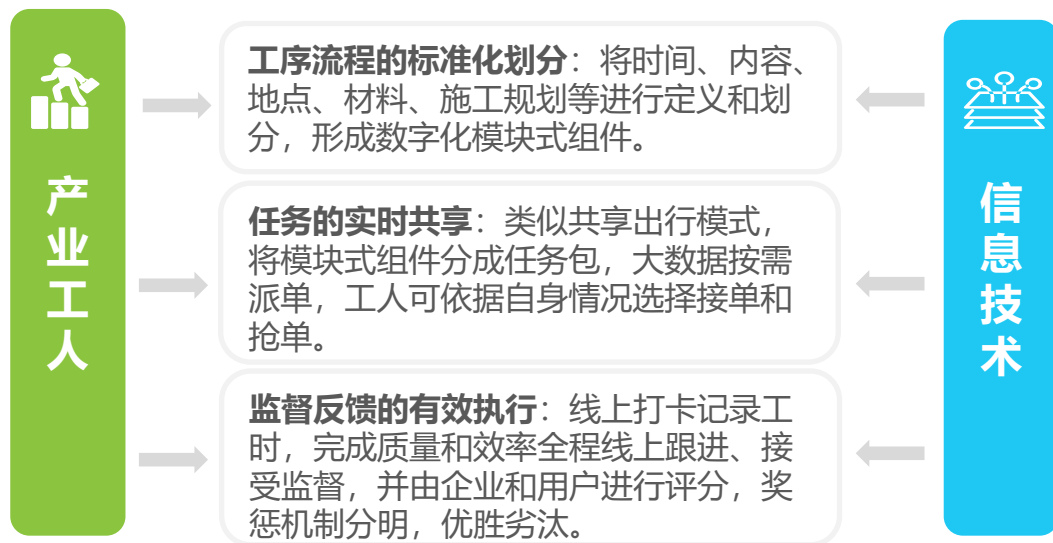 产业工人
工序流程的标准化划分：将时间、内容、
地点、材料、施工规划等进行定义和划
分，形成数字化模块式组件。
任务的实时共享：类似共享出行模式，
将模块式组件分成任务包，大数据按需
派单，工人可依据自身情况选择接单和
抢单。
监督反馈的有效执行：线上打卡记录工
时，完成质量和效率全程线上跟进、接
受监督，并由企业和用户进行评分，奖
惩机制分明，优胜劣汰。
信息技术